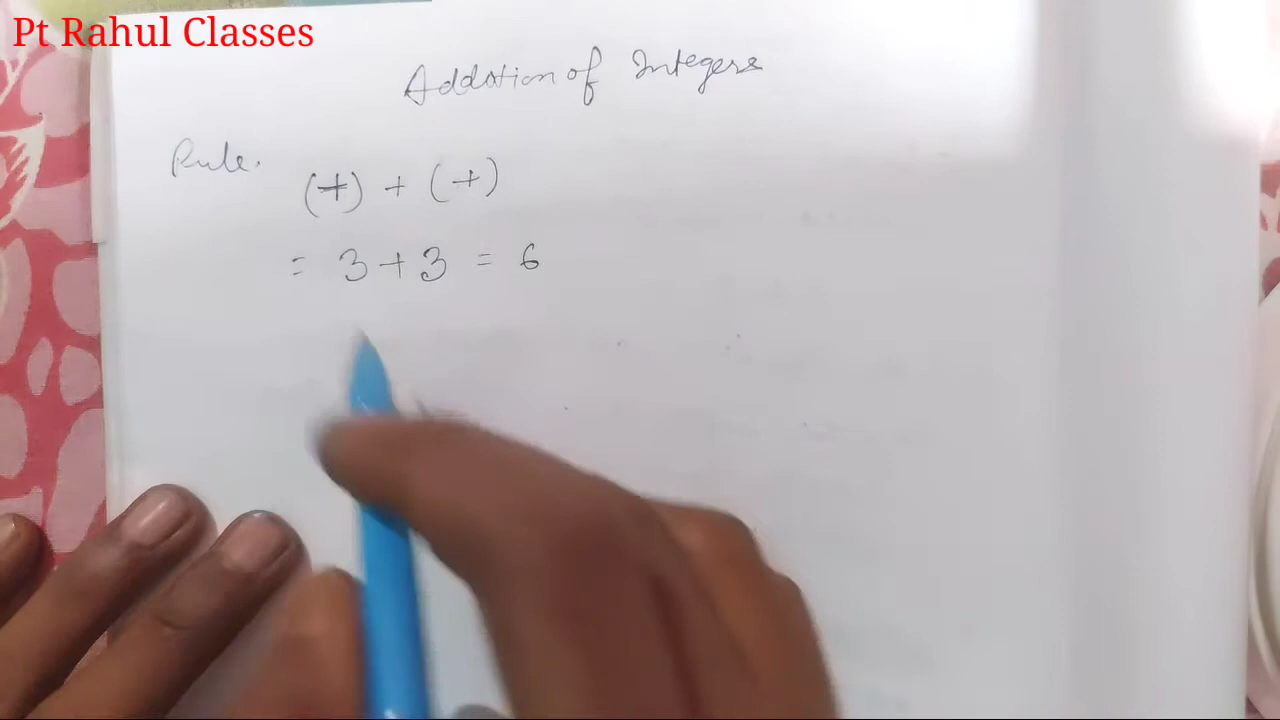 Pt Rahul Classes
Addition of Integers
Rule.
(+) + (+)
= 3+3 = 6